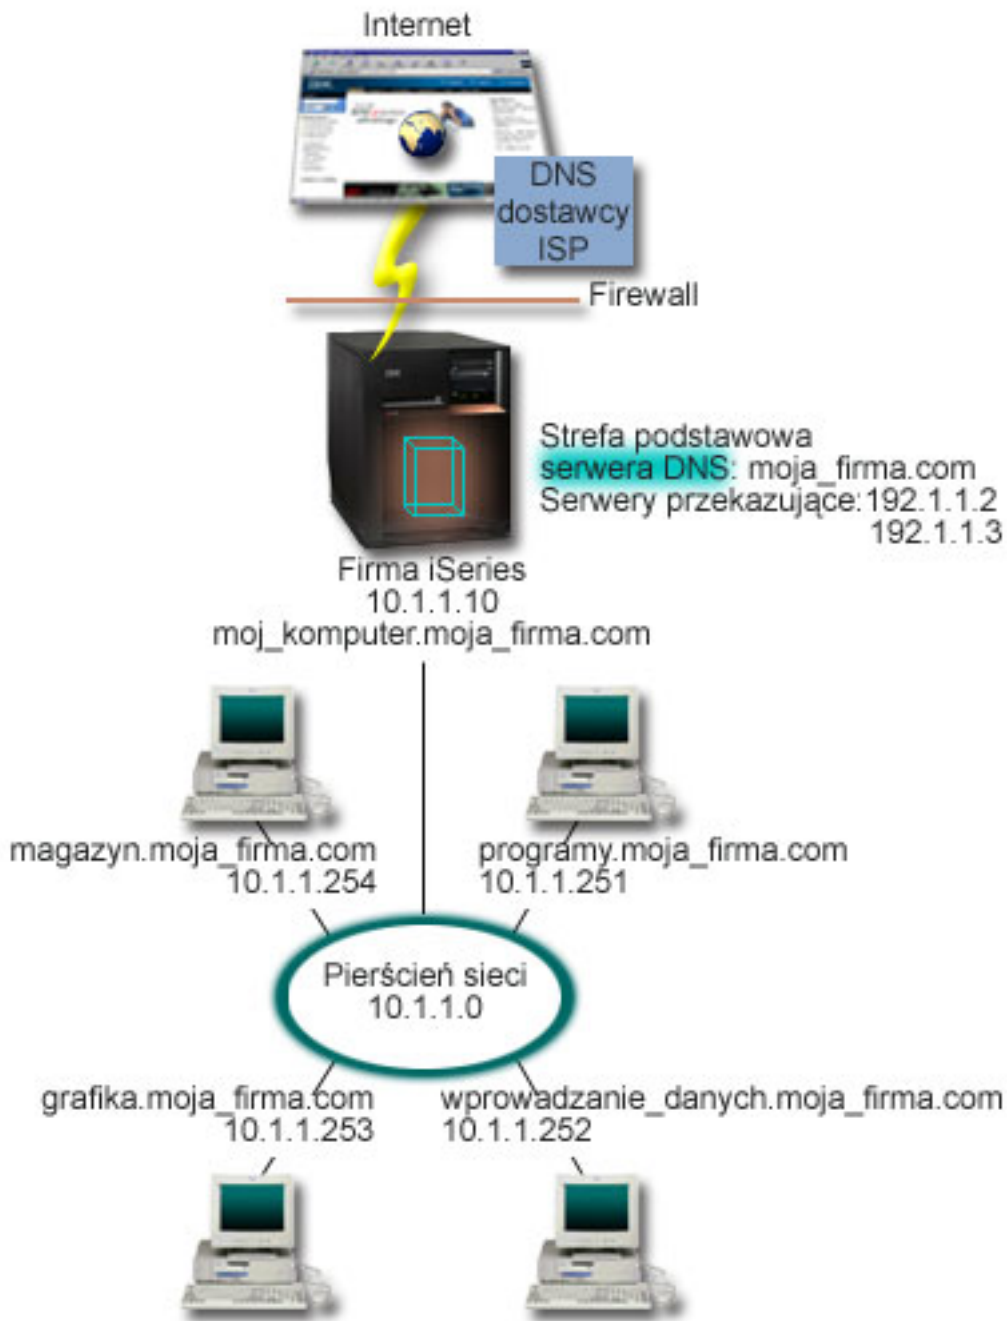 Internet
IBM
DNS
dostawcy
ISP
Firewall
Strefa podstawowa
serwera DNS: moja_firma.com
Serwery przekazujące:192.1.1.2
192.1.1.3
Firma iSeries
10.1.1.10
moj_komputer.moja_firma.com
magazyn.moja_firma.com
10.1.1.254
programy.moja_firma.com
10.1.1.251
Pierścień sieci
10.1.1.0
grafika.moja_firma.com
10.1.1.253
wprowadzanie_danych.moja_firma.com
10.1.1.252